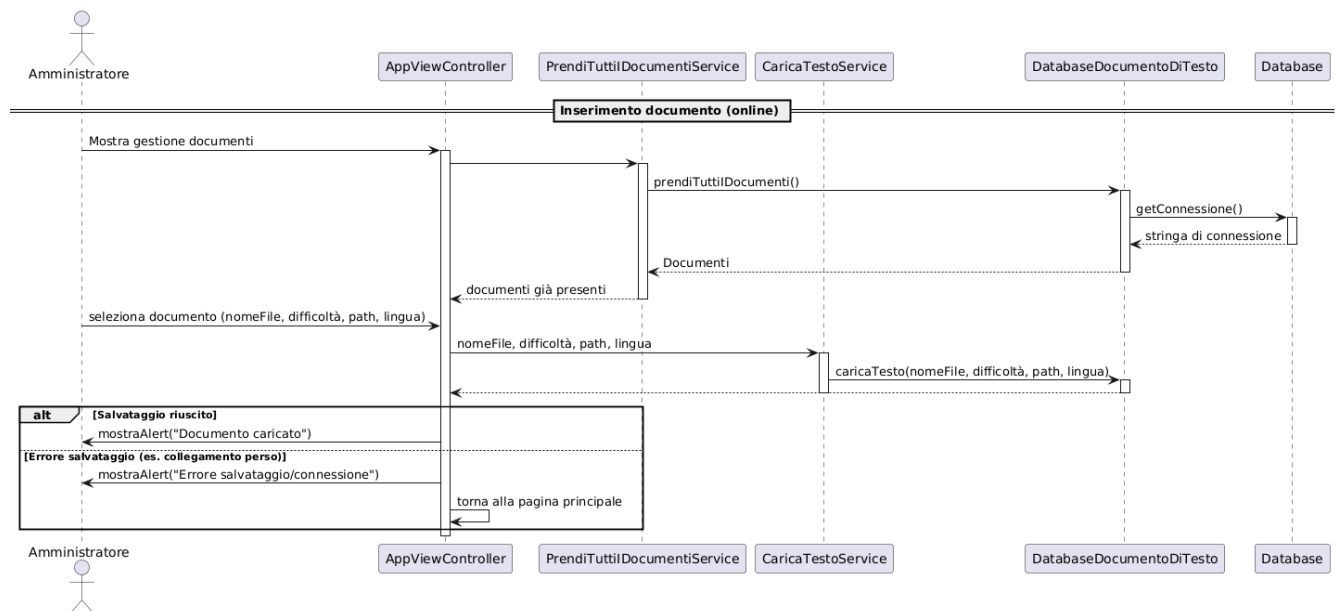 Amministratore
AppViewController
PrendiTuttiIDocumentiService
CaricaTestoService
DatabaseDocumentoDiTesto
Database
Inserimento documento (online)
Mostra gestione documenti
prendiTuttiIDocumenti()
getConnessione()
stringa di connessione
Documenti
documenti già presenti
seleziona documento (nomeFile, difficoltà, path, lingua)
nomeFile, difficoltà, path, lingua
caricaTesto(nomeFile, difficoltà, path, lingua)
alt [Salvataggio riuscito]
mostraAlert("Documento caricato")
[Errore salvataggio (es. collegamento perso)]
mostraAlert("Errore salvataggio/connessione")
torna alla pagina principale
Amministratore
AppViewController
PrendiTuttiIDocumentiService
CaricaTestoService
DatabaseDocumentoDiTesto
Database